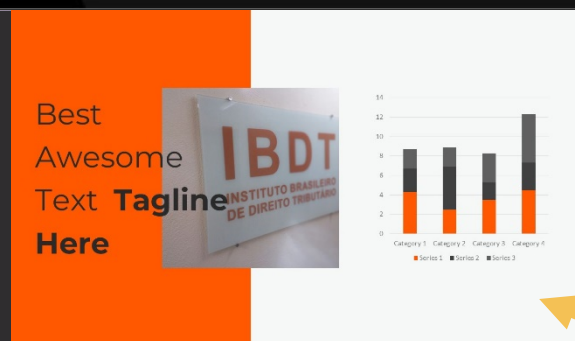 Best
Awesome
Text Tagline
Here
IBDT
INSTITUTO BRASILEIRO
DE DIREITO TRIBUTÁRIO
14
12
10
8
6
4
2
0
Category 1 Category 2 Category 3 Category 4
Series 1 Series 2 Series 3